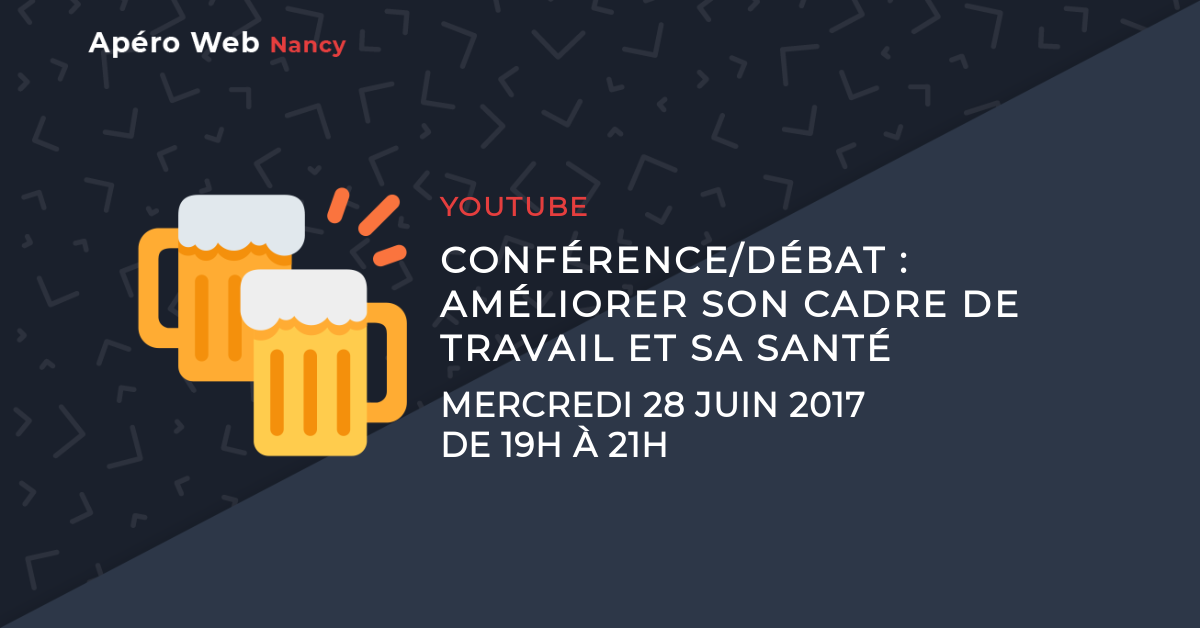 Apéro Web Nancy
YOUTUBE
CONFÉRENCE/DÉBAT :
AMÉLIORER SON CADRE DE
TRAVAIL ET SA SANTÉ
MERCREDI 28 JUIN 2017
DE 19H À 21H